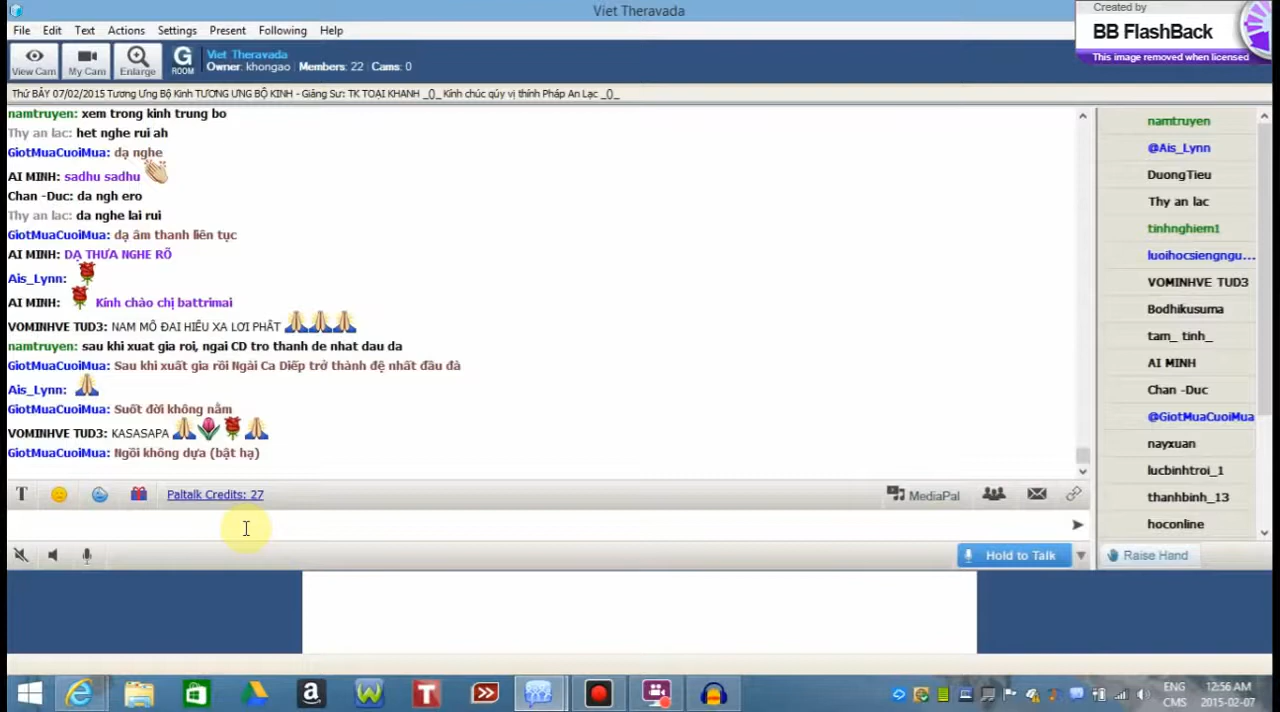 Viet Theravada
Created by
BB FlashBack
This image removed when licensed
File Edit Text Actions Settings Present Following Help
View Cam
My Cam
Enlarge
G
ROOM
Viet Theravada
Owner: khongao Members: 22 Cams: 0
Thứ BẢY 07/02/2015 Tương Ưng Bộ Kinh TƯƠNG ƯNG BỘ KINH - Giảng Sư: TK TOẠI KHANH _()_ Kính chúc qúy vị thính Pháp An Lạc _()_
namtruyen: xem trong kinh trung bo
Thy an lac: het nghe rui ah
GiotMuaCuoiMua: dạ nghe
AI MINH: sadhu sadhu
Chan -Duc: da ngh ero
Thy an lac: da nghe lai rui
GiotMuaCuoiMua: dạ âm thanh liên tục
AI MINH: DẠ THƯA NGHE RÕ
Ais_Lynn:
AI MINH: Kính chào chị battrimai
VOMINHVE TUD3: NAM MÔ ĐAI HIÊU XA LƠI PHÂT
namtruyen: sau khi xuat gia roi, ngai CD tro thanh de nhat dau da
GiotMuaCuoiMua: Sau khi xuất gia rồi Ngài Ca Diếp trở thành đệ nhất đầu đà
Ais_Lynn:
GiotMuaCuoiMua: Suốt đời không nằm
VOMINHVE TUD3: KASASAPA
GiotMuaCuoiMua: Ngồi không dựa (bật hạ)
namtruyen
@Ais_Lynn
DuongTieu
Thy an lac
tinhnghiem1
luoihocsiengngu...
VOMINHVE TUD3
Bodhikusuma
tam_ tinh_
AI MINH
Chan -Duc
@GiotMuaCuoiMua
nayxuan
lucbinhtroi_1
thanhbinh_13
hoconline
T Paltalk Credits: 27
MediaPal
Hold to Talk
Raise Hand
ENG
CMS
12:56 AM
2015-02-07